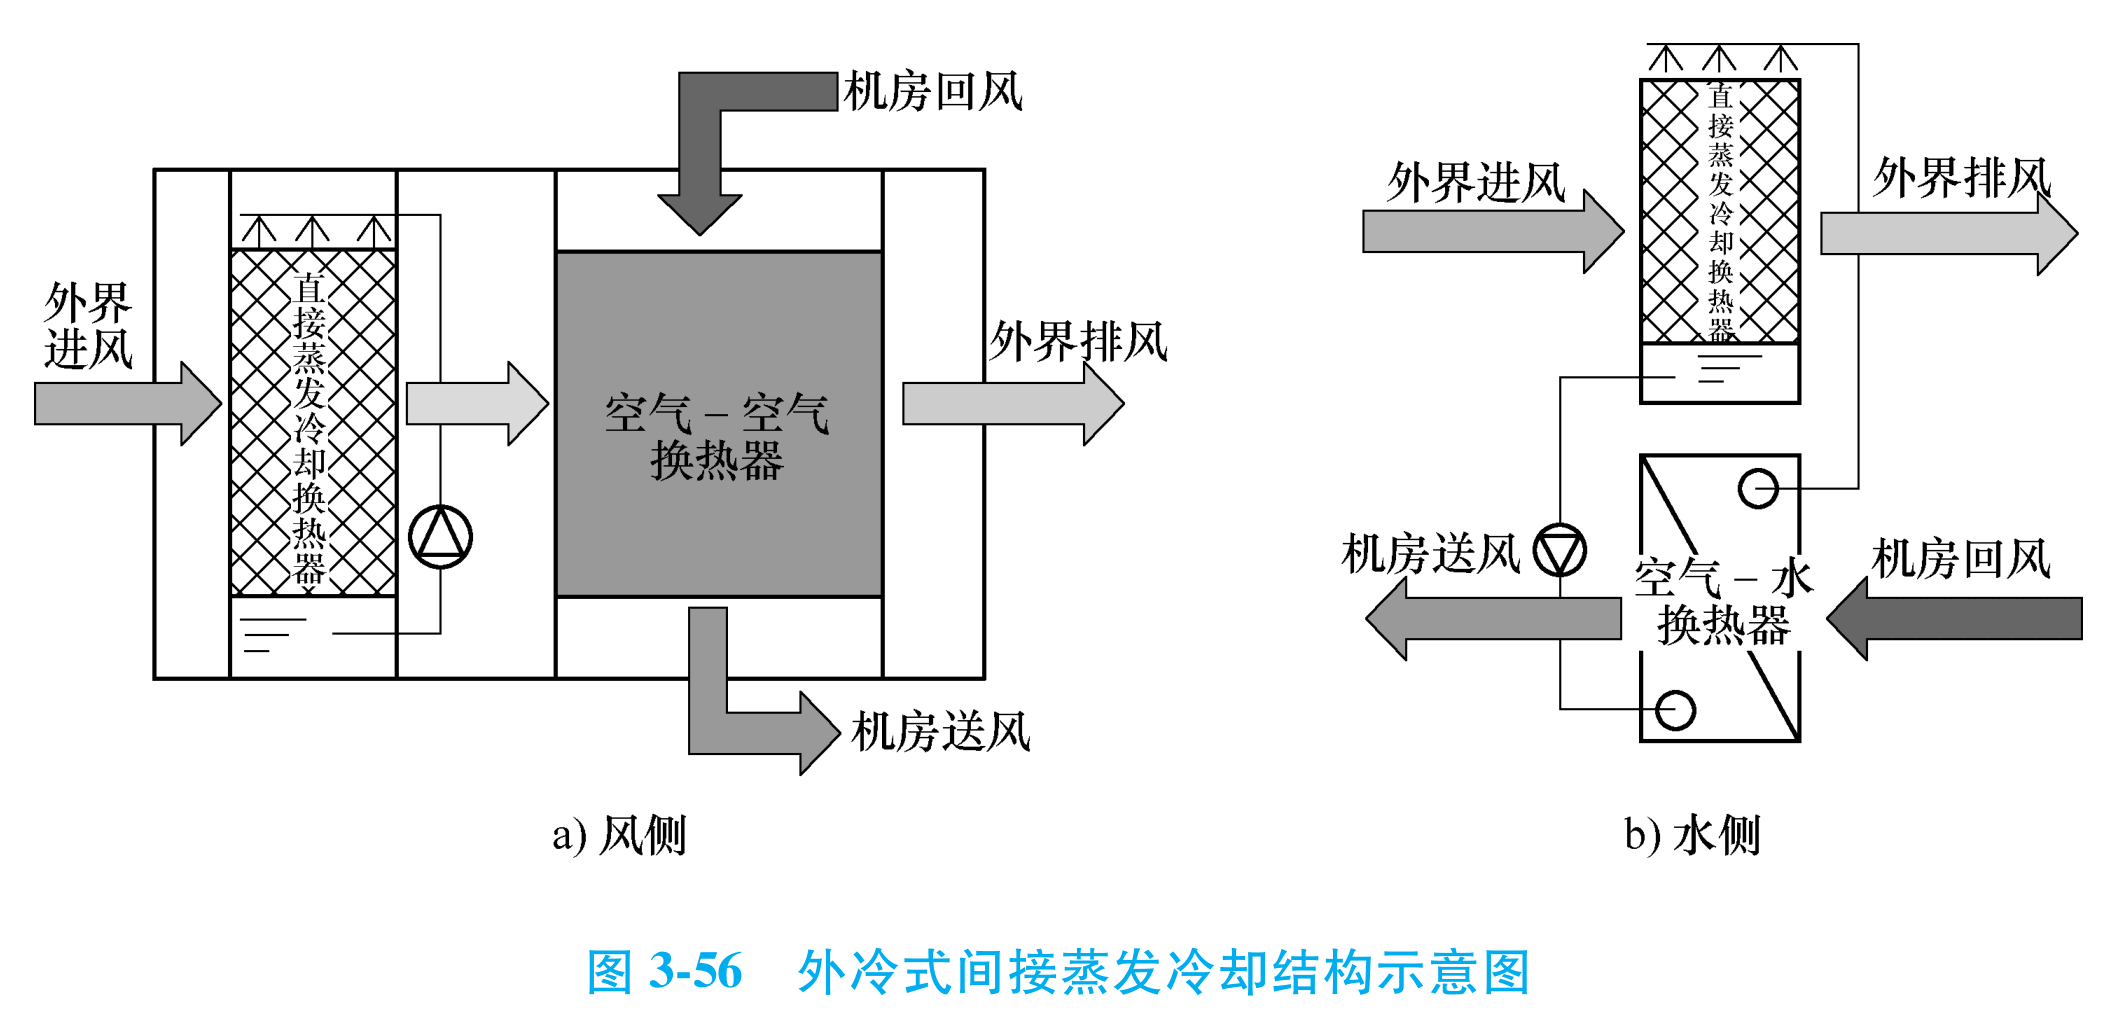 机房回风
外界
进风
直接蒸发冷却换热器
空气－空气
换热器
外界排风
机房送风
a) 风侧
直接蒸发冷却换热器
外界进风
外界排风
机房送风
空气－水
换热器
机房回风
b) 水侧
图 3-56 外冷式间接蒸发冷却结构示意图